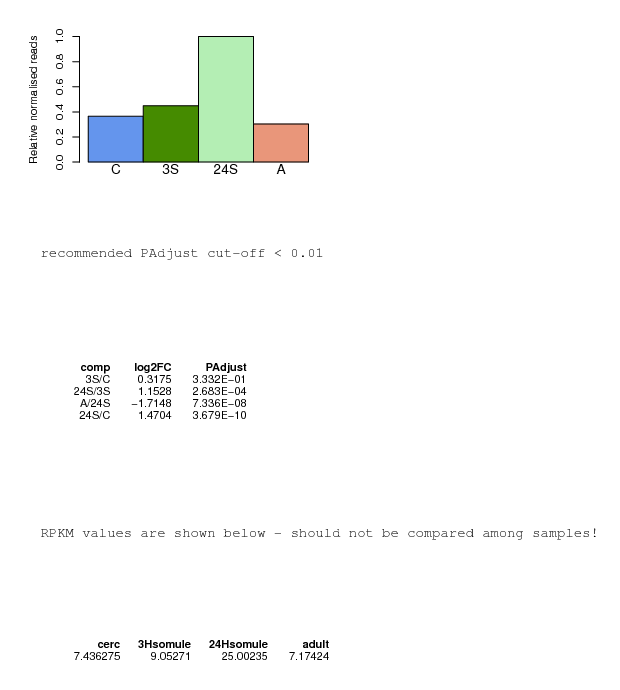 Relative normalised reads
1.0
0.8
0.6
0.4
0.2
0.0
C 3S 24S A
recommended PAdjust cut-off < 0.01
comp log2FC PAdjust
3S/C 0.3175 3.332E−01
24S/3S 1.1528 2.683E−04
A/24S −1.7148 7.336E−08
24S/C 1.4704 3.679E−10
RPKM values are shown below - should not be compared among samples!
cerc 3Hsomule 24Hsomule adult
7.436275 9.05271 25.00235 7.17424